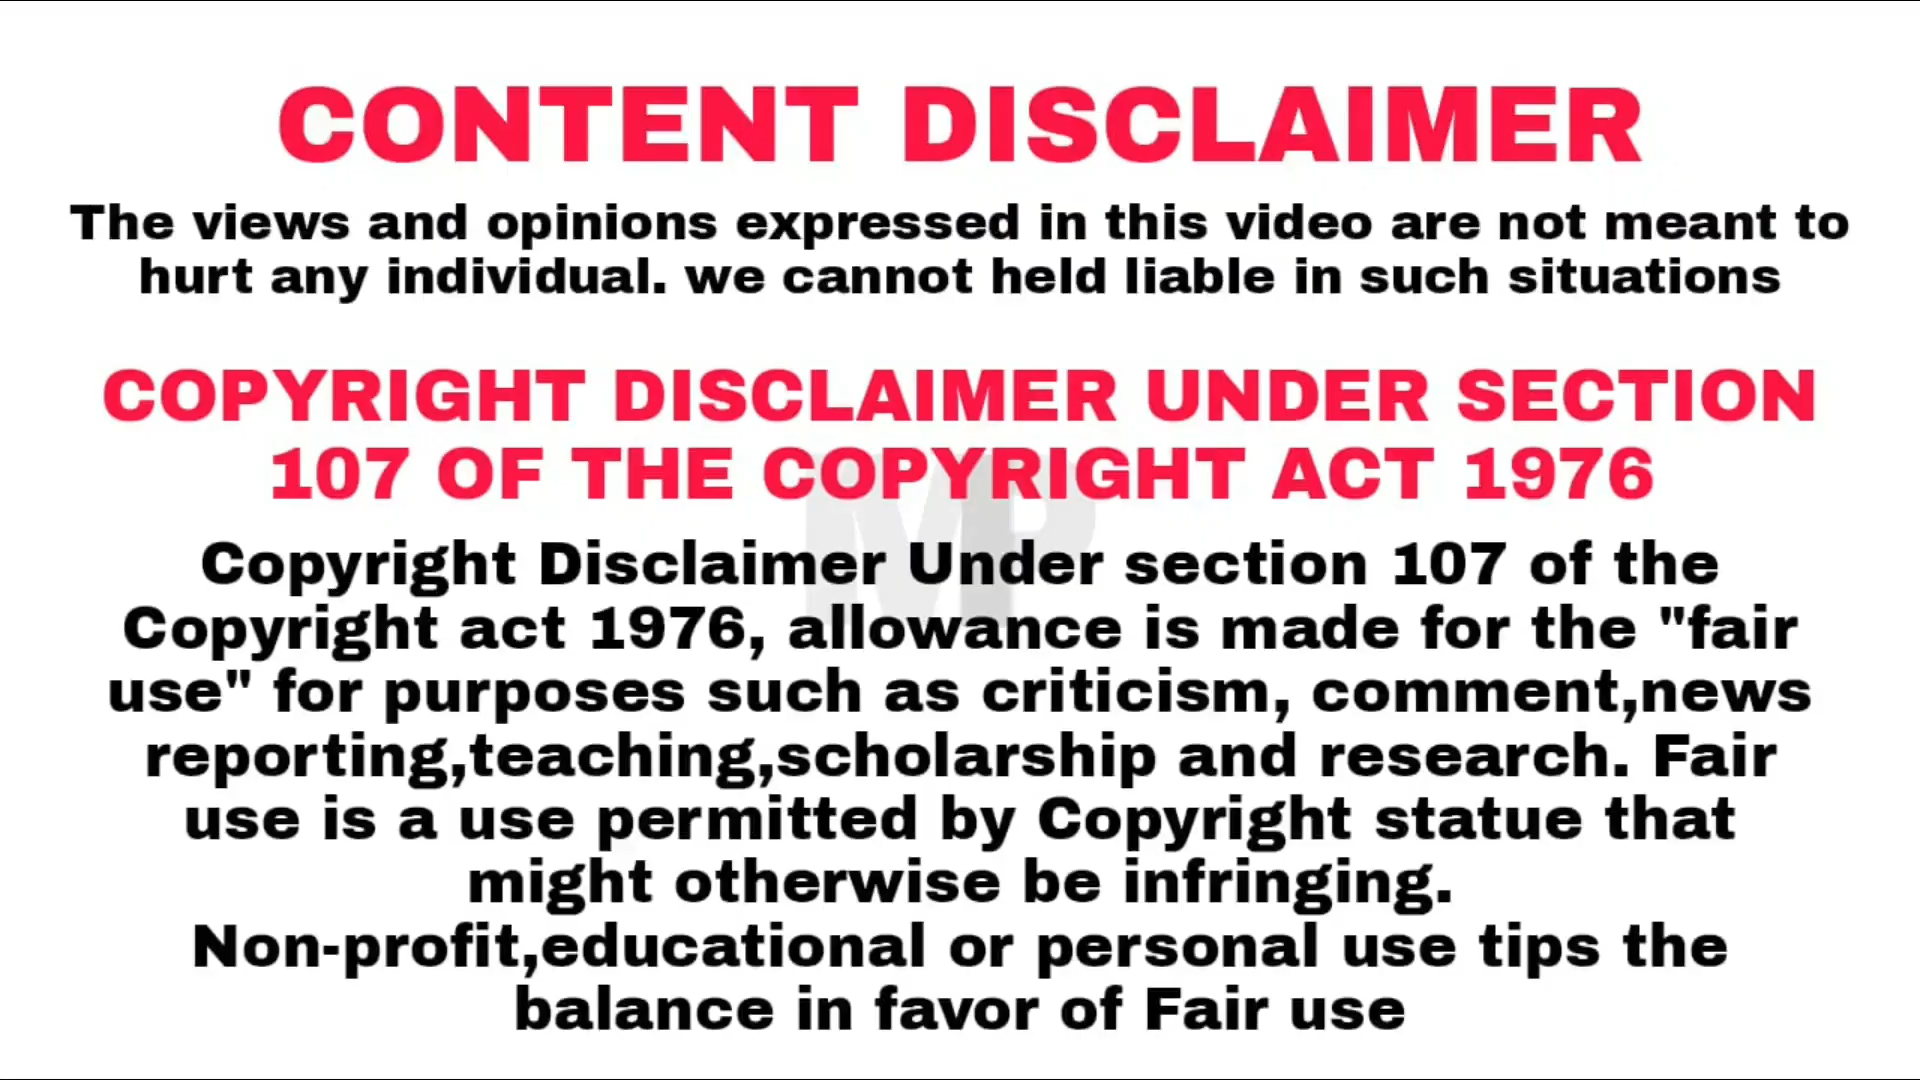 CONTENT DISCLAIMER
The views and opinions expressed in this video are not meant to
hurt any individual. we cannot held liable in such situations
COPYRIGHT DISCLAIMER UNDER SECTION
107 OF THE COPYRIGHT ACT 1976
MP
Copyright Disclaimer Under section 107 of the
Copyright act 1976, allowance is made for the "fair
use" for purposes such as criticism, comment,news
reporting,teaching,scholarship and research. Fair
use is a use permitted by Copyright statue that
might otherwise be infringing.
Non-profit,educational or personal use tips the
balance in favor of Fair use